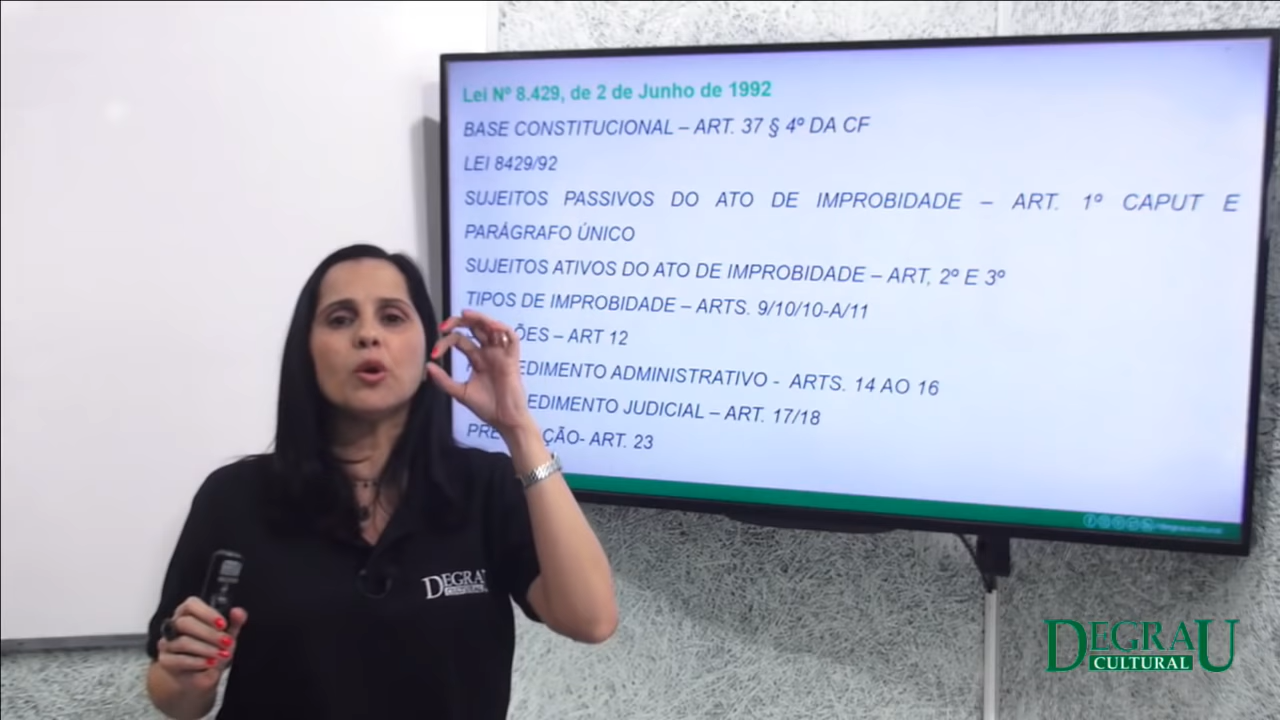 Lei Nº 8.429, de 2 de Junho de 1992
BASE CONSTITUCIONAL – ART. 37 § 4º DA CF
LEI 8429/92
SUJEITOS PASSIVOS DO ATO DE IMPROBIDADE – ART. 1º CAPUT E
PARÁGRAFO ÚNICO
SUJEITOS ATIVOS DO ATO DE IMPROBIDADE – ART, 2º E 3º
TIPOS DE IMPROBIDADE – ARTS. 9/10/10-A/11
ÕES – ART 12
EDIMENTO ADMINISTRATIVO - ARTS. 14 AO 16
EDIMENTO JUDICIAL – ART. 17/18
PRE ÇÃO- ART. 23
DEGRAU
CULTURAL